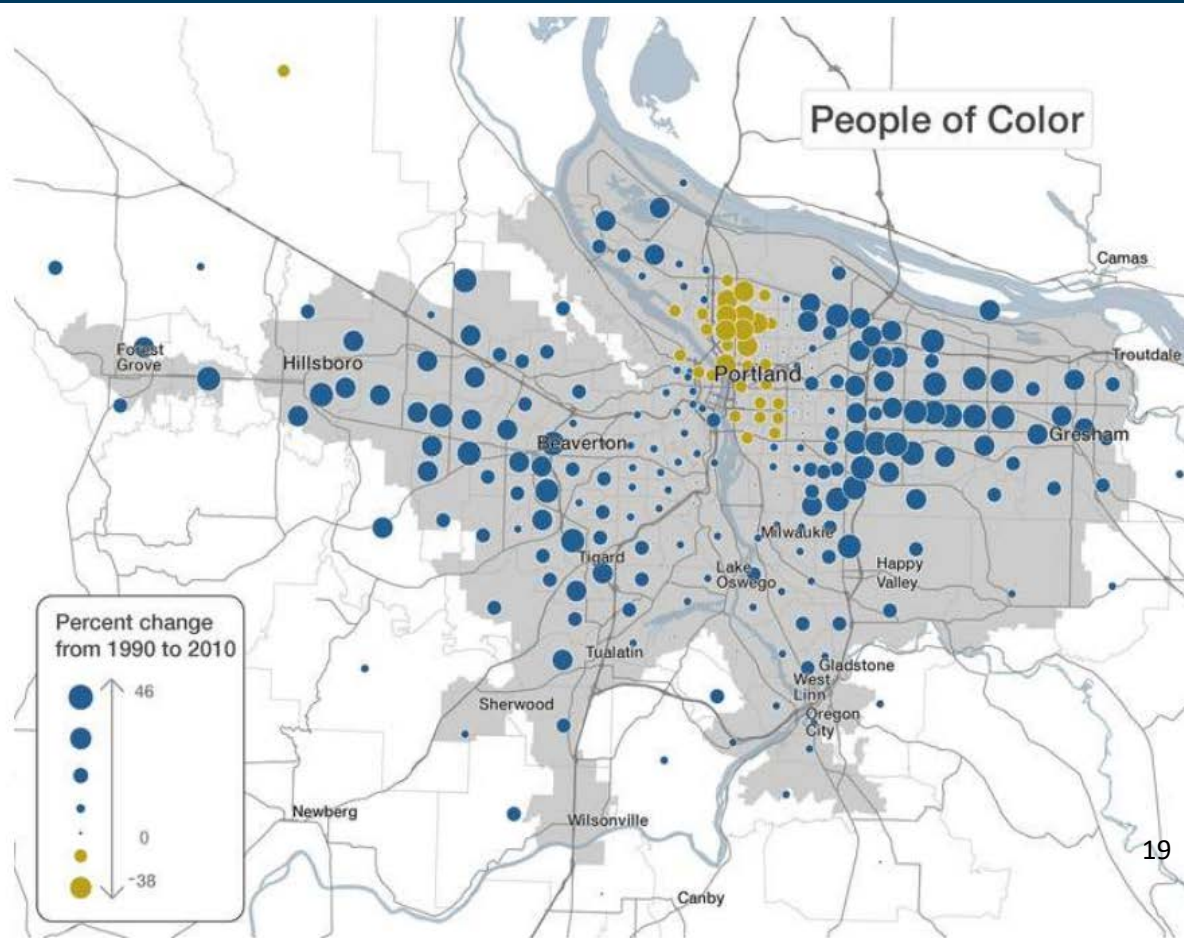 People of Color
Camas
Troutdale
Forest
Grove
Hillsboro
Portland
Gresham
Beaverton
Milwaukie
Tigard
Lake
Oswego
Happy
Valley
Tualatin
Gladstone
West
Linn
Sherwood
Oregon
City
Newberg
Wilsonville
Canby
Percent change
from 1990 to 2010
46
0
-38
19